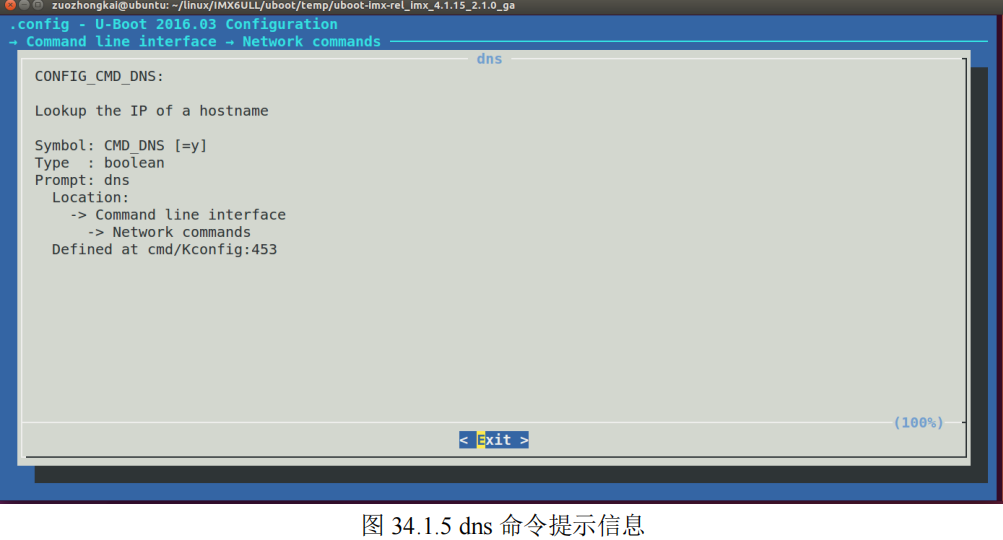 zuozhongkai@ubuntu: ~/linux/IMX6ULL/uboot/temp/uboot-imx-rel_imx_4.1.15_2.1.0_ga
.config - U-Boot 2016.03 Configuration
→ Command line interface → Network commands
dns
CONFIG_CMD_DNS:
Lookup the IP of a hostname
Symbol: CMD_DNS [=y]
Type  : boolean
Prompt: dns
  Location:
    -> Command line interface
      -> Network commands
  Defined at cmd/Kconfig:453
(100%)
< Exit >
图 34.1.5 dns 命令提示信息